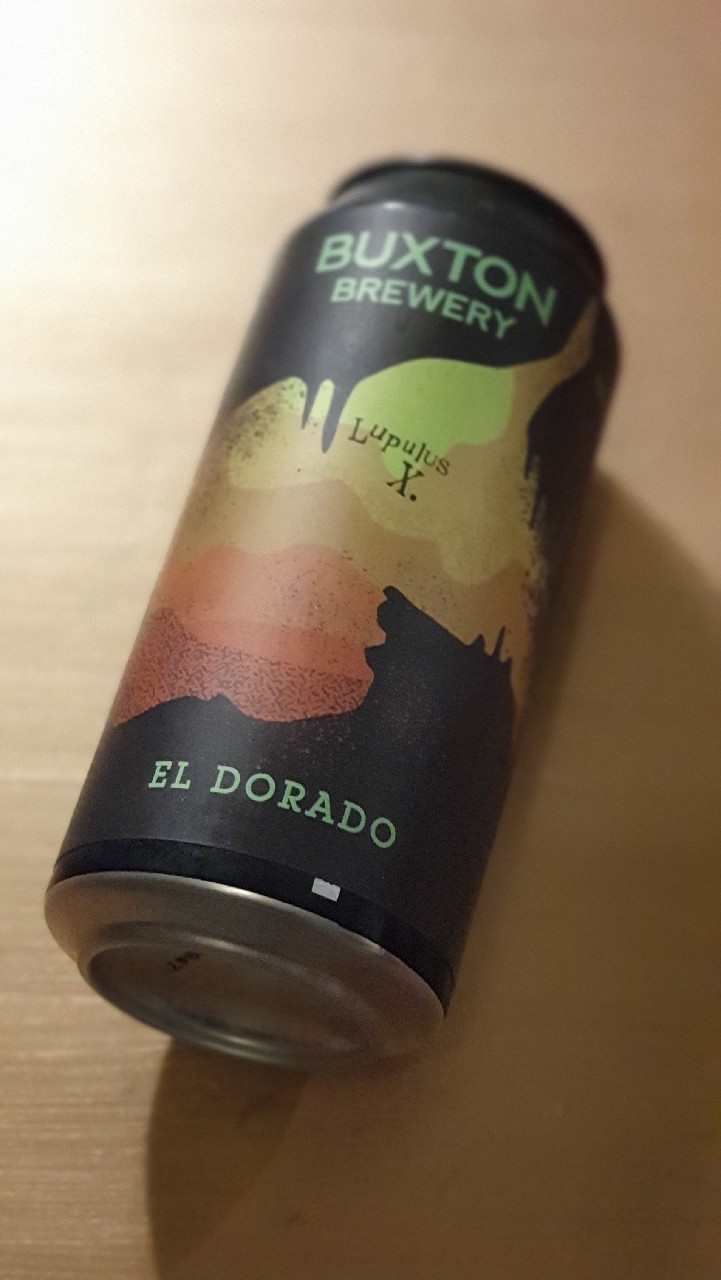 BUXTON
BREWERY
Lupulus
X.
EL DORADO